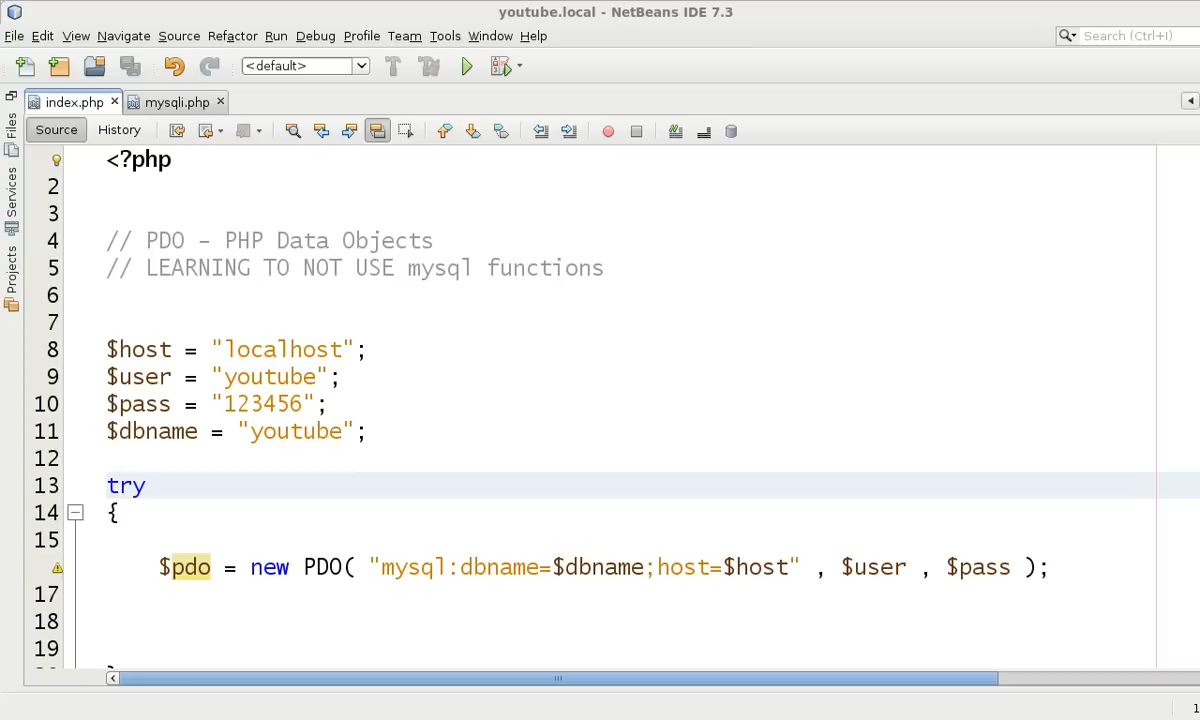 youtube.local - NetBeans IDE 7.3
File Edit View Navigate Source Refactor Run Debug Profile Team Tools Window Help
Search (Ctrl+I)
<default>
index.php mysqli.php
Source History
Files
Services
Projects
<?php
2
3
4 // PDO – PHP Data Objects
5 // LEARNING TO NOT USE mysql functions
6
7
8 $host = "localhost";
9 $user = "youtube";
10 $pass = "123456";
11 $dbname = "youtube";
12
13 try
14 {
15
$pdo = new PDO( "mysql:dbname=$dbname;host=$host" , $user , $pass );
17
18
19